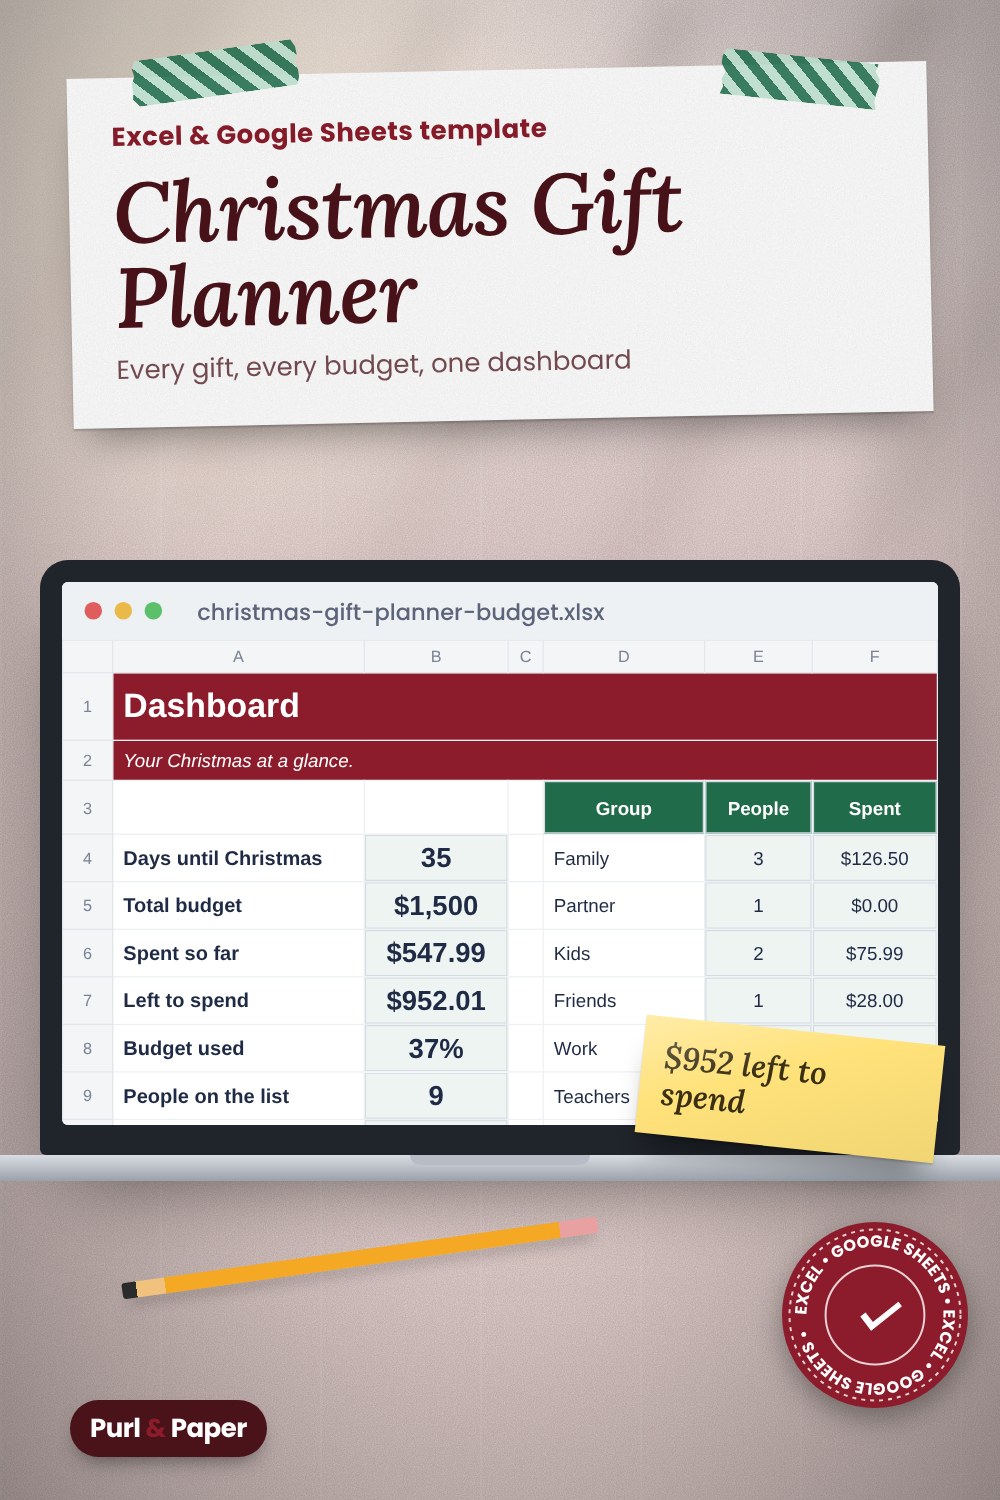 Excel & Google Sheets template
Christmas Gift
Planner
Every gift, every budget, one dashboard
christmas-gift-planner-budget.xlsx
A B C D E F
1 Dashboard
2 Your Christmas at a glance.
3 Group People Spent
4 Days until Christmas 35 Family 3 $126.50
5 Total budget $1,500 Partner 1 $0.00
6 Spent so far $547.99 Kids 2 $75.99
7 Left to spend $952.01 Friends 1 $28.00
8 Budget used 37% Work
9 People on the list 9 Teachers
$952 left to
spend
EXCEL • GOOGLE SHEETS • EXCEL • GOOGLE SHEETS •
Purl & Paper